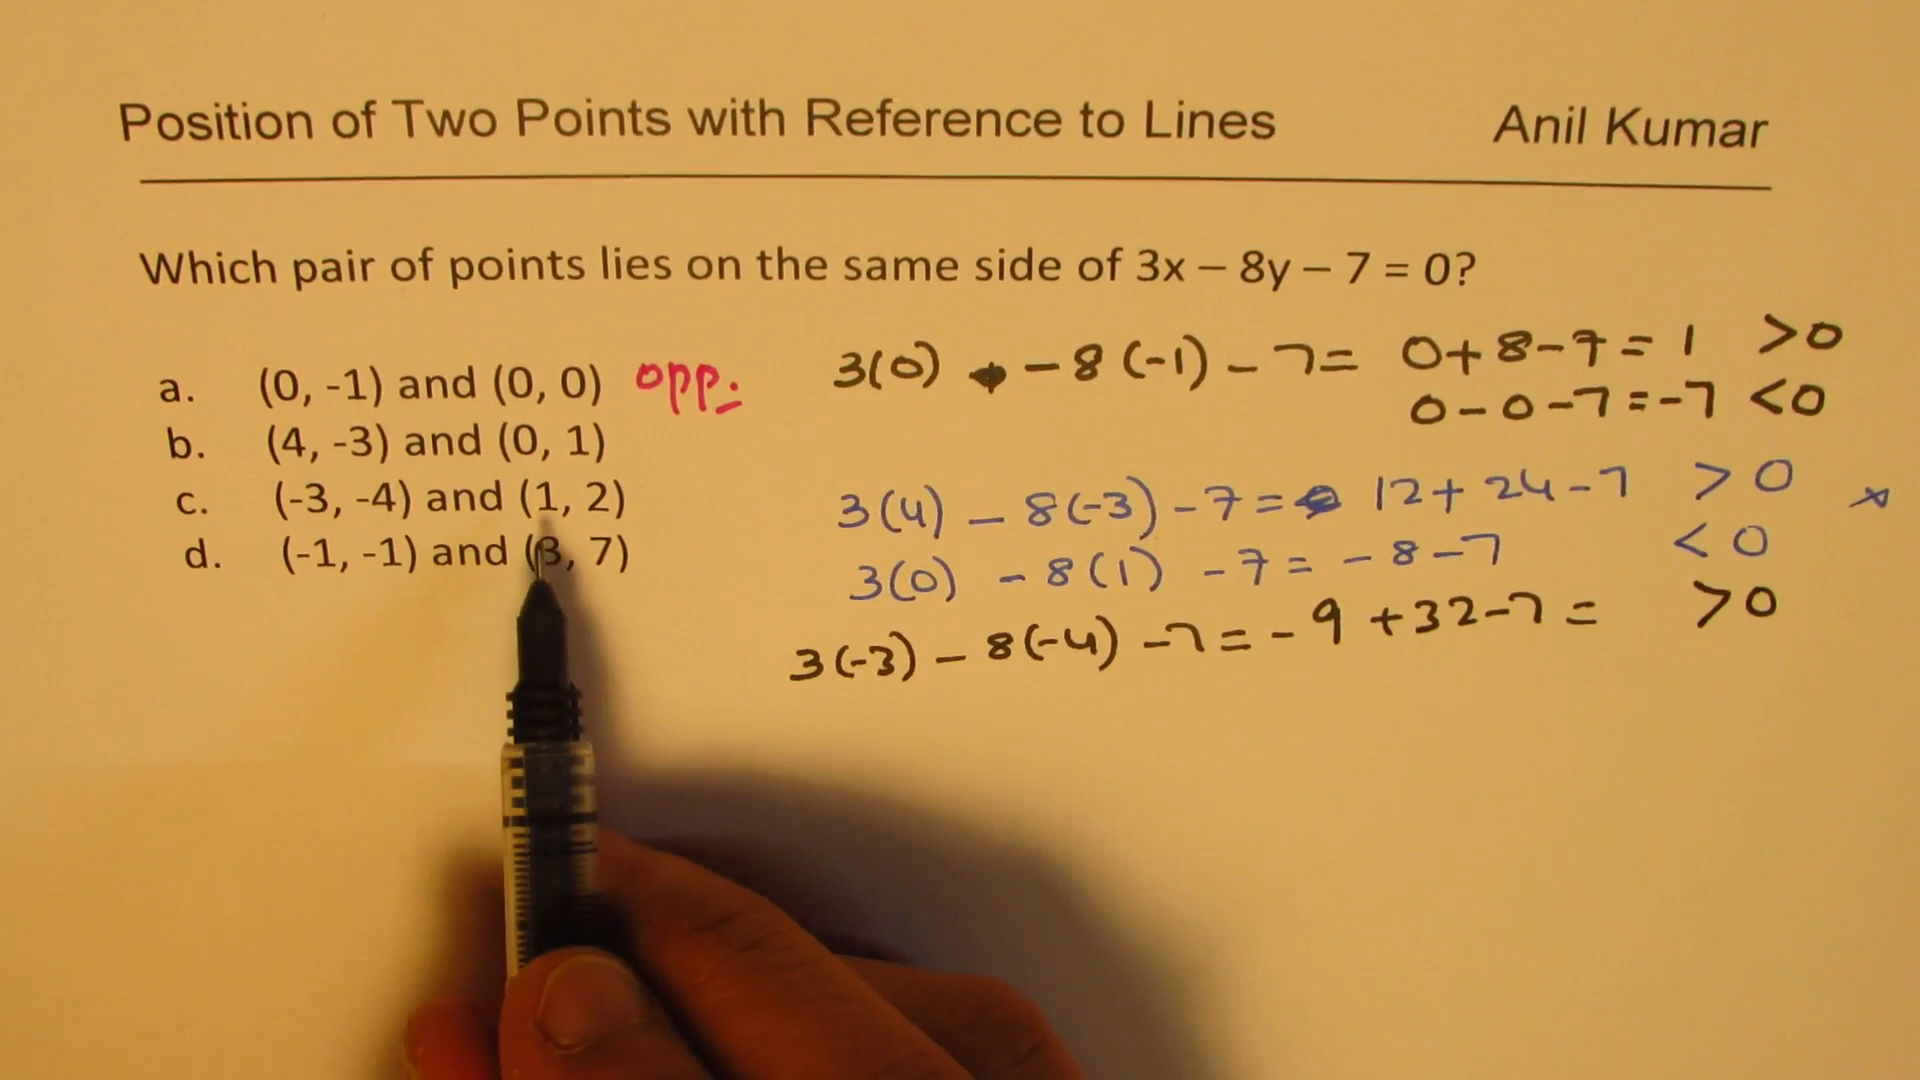 Position of Two Points with Reference to Lines Anil Kumar
Which pair of points lies on the same side of 3x – 8y – 7 = 0?
a. (0, -1) and (0, 0) opp.
b. (4, -3) and (0, 1)
c. (-3, -4) and (1, 2)
d. (-1, -1) and (3, 7)
3(0) - 8(-1) - 7 = 0+8-7 = 1 >0
0-0-7 = -7 <0
3(4) - 8(-3) - 7 = 12+24-7 >0 x
3(0) - 8(1) - 7 = -8-7 <0
3(-3) - 8(-4) - 7 = -9 +32-7 = >0